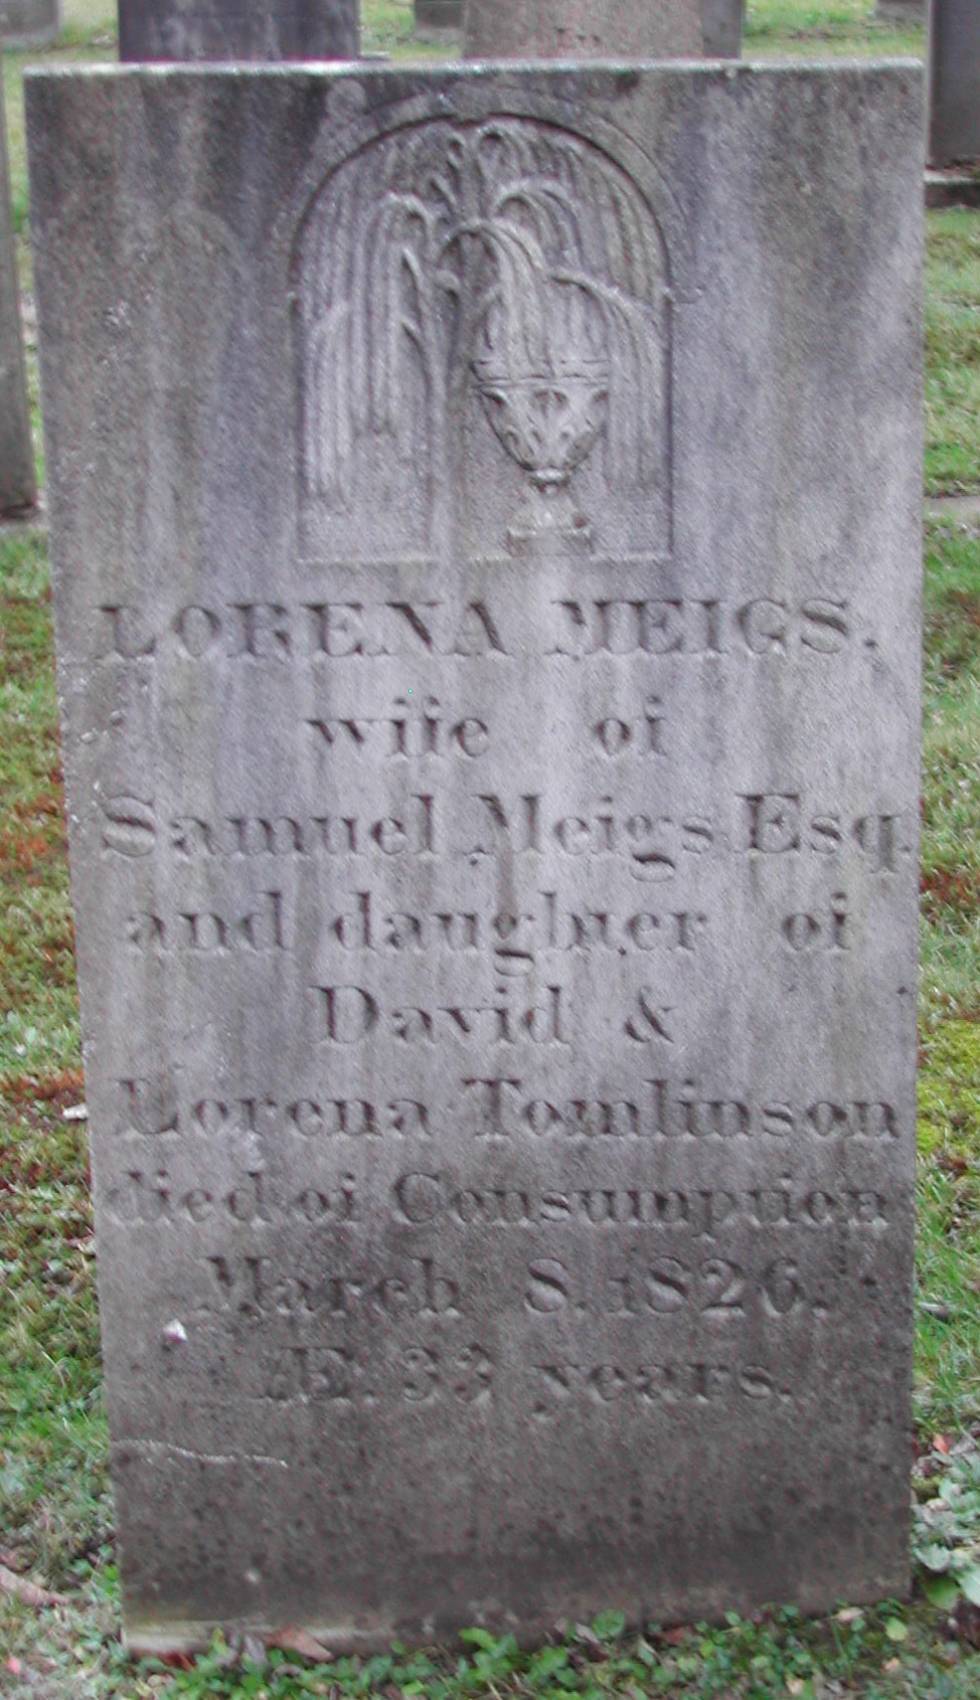 LORENA MEIGS.
wife of
Samuel Meigs Esq.
and daughter of
David &
Lorena Tomlinson
died of Consumption
March 8. 1826.
Æ. 33 years.